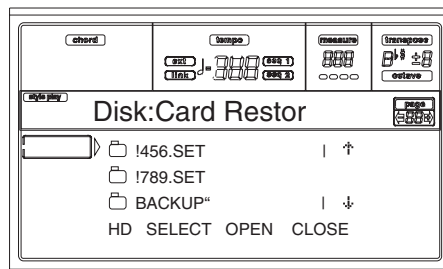 chord tempo measure transpose
ext seq 1
link seq 2
octave
style play
Disk:Card Restor
page
!456.SET
!789.SET
BACKUP“
HD SELECT OPEN CLOSE